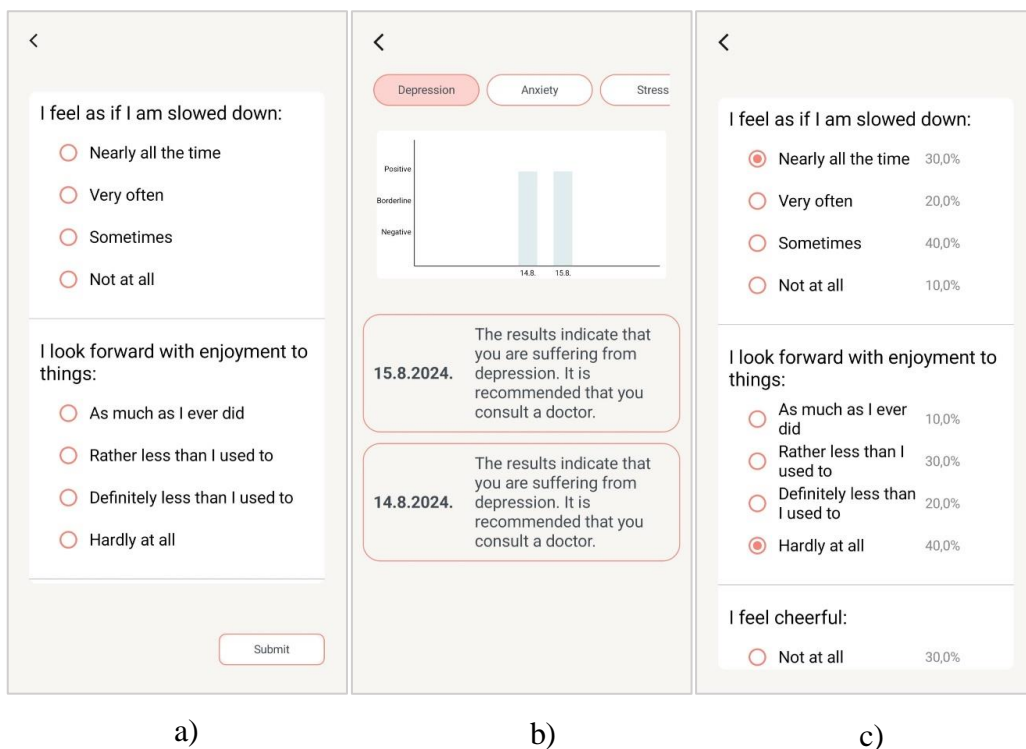 I feel as if I am slowed down:
Nearly all the time
Very often
Sometimes
Not at all
I look forward with enjoyment to
things:
As much as I ever did
Rather less than I used to
Definitely less than I used to
Hardly at all
Submit
a)
Depression
Anxiety
Stress
Positive
Borderline
Negative
14.8.
15.8.
15.8.2024.
The results indicate that
you are suffering from
depression. It is
recommended that you
consult a doctor.
14.8.2024.
The results indicate that
you are suffering from
depression. It is
recommended that you
consult a doctor.
b)
I feel as if I am slowed down:
Nearly all the time 30,0%
Very often 20,0%
Sometimes 40,0%
Not at all 10,0%
I look forward with enjoyment to
things:
As much as I ever
did 10,0%
Rather less than I
used to 30,0%
Definitely less than
I used to 20,0%
Hardly at all 40,0%
I feel cheerful:
Not at all 30,0%
c)